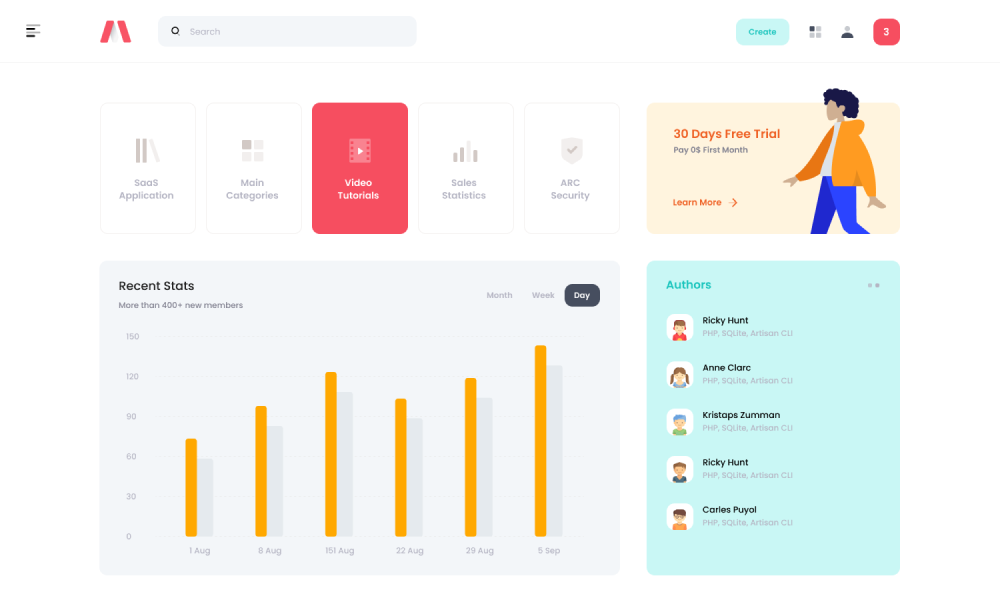 Search
Create
3
SaaS
Application
Main
Categories
Video
Tutorials
Sales
Statistics
ARC
Security
30 Days Free Trial
Pay 0$ First Month
Learn More
Recent Stats
More than 400+ new members
Month Week Day
150
120
90
60
30
0
1 Aug 8 Aug 151 Aug 22 Aug 29 Aug 5 Sep
Authors
Ricky Hunt
PHP, SQLite, Artisan CLI
Anne Clarc
PHP, SQLite, Artisan CLI
Kristaps Zumman
PHP, SQLite, Artisan CLI
Ricky Hunt
PHP, SQLite, Artisan CLI
Carles Puyol
PHP, SQLite, Artisan CLI